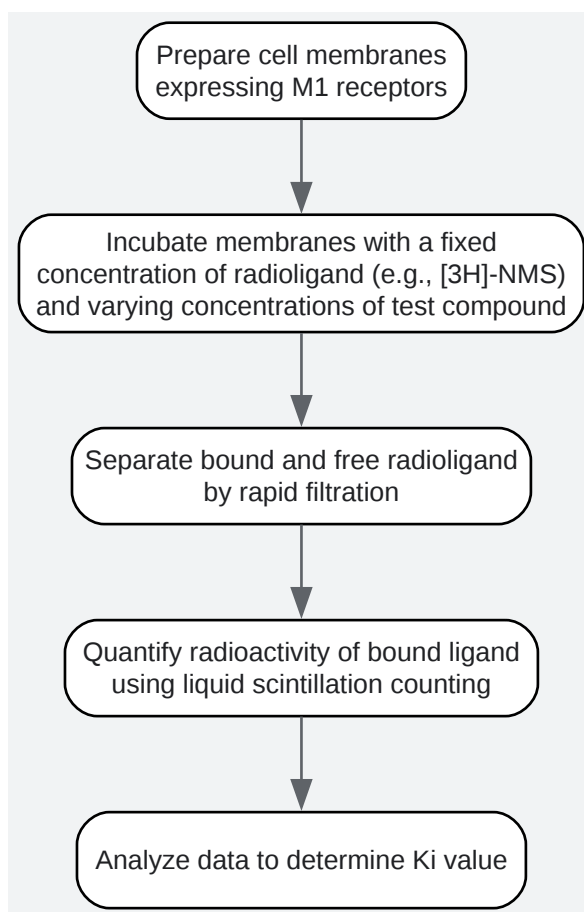 Prepare cell membranes
expressing M1 receptors
Incubate membranes with a fixed
concentration of radioligand (e.g., [3H]-NMS)
and varying concentrations of test compound
Separate bound and free radioligand
by rapid filtration
Quantify radioactivity of bound ligand
using liquid scintillation counting
Analyze data to determine Ki value